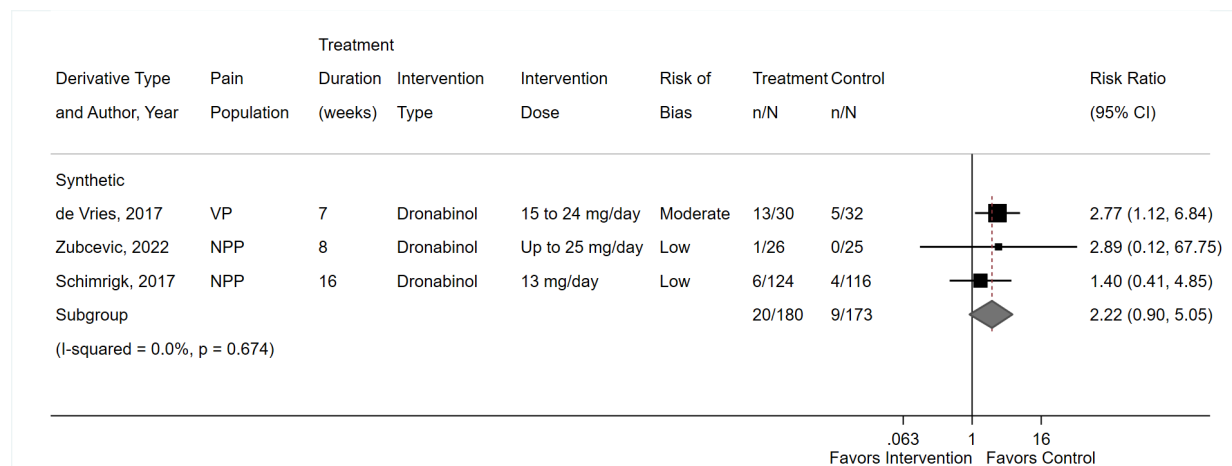 Treatment
Derivative Type Pain Duration Intervention Intervention Risk of Treatment Control Risk Ratio
and Author, Year Population (weeks) Type Dose Bias n/N n/N (95% CI)
Synthetic
de Vries, 2017 VP 7 Dronabinol 15 to 24 mg/day Moderate 13/30 5/32 2.77 (1.12, 6.84)
Zubcevic, 2022 NPP 8 Dronabinol Up to 25 mg/day Low 1/26 0/25 2.89 (0.12, 67.75)
Schimrigk, 2017 NPP 16 Dronabinol 13 mg/day Low 6/124 4/116 1.40 (0.41, 4.85)
Subgroup 20/180 9/173 2.22 (0.90, 5.05)
(I-squared = 0.0%, p = 0.674)
.063 1 16
Favors Intervention Favors Control